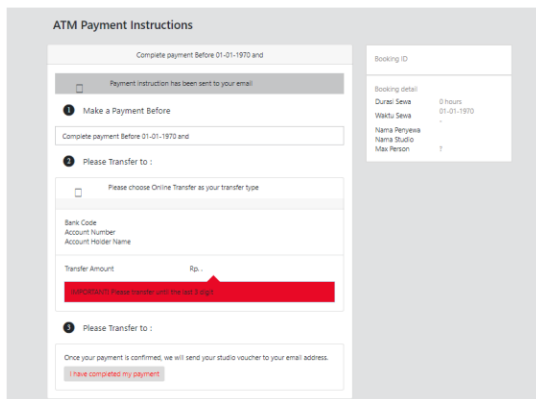 ATM Payment Instructions
Complete payment Before 01-01-1970 and
Payment instruction has been sent to your email
1 Make a Payment Before
Complete payment Before 01-01-1970 and
2 Please Transfer to :
Please choose Online Transfer as your transfer type
Bank Code
Account Number
Account Holder Name
Transfer Amount Rp. .
IMPORTANT! Please transfer until the last 3 digit
3 Please Transfer to :
Once your payment is confirmed, we will send your studio voucher to your email address.
I have completed my payment
Booking ID
Booking detail
Durasi Sewa 0 hours
Waktu Sewa 01-01-1970
-
Nama Penyewa
Nama Studio
Max Person ?